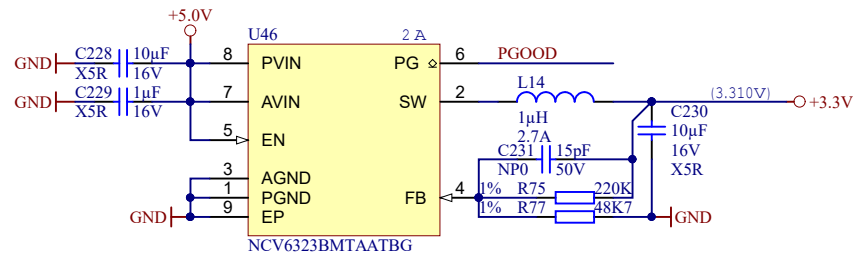 +5.0V
U46
2 A
GND
C228
10µF
X5R
16V
8
PVIN
PG
6
PGOOD
GND
C229
1µF
X5R
16V
7
AVIN
SW
2
L14
1µH
2.7A
(3.310V)
+3.3V
C230
10µF
16V
X5R
5
EN
C231
15pF
NP0
50V
3
AGND
1
PGND
9
EP
GND
FB
4
1%
R75
220K
1%
R77
48K7
GND
NCV6323BMTAATBG